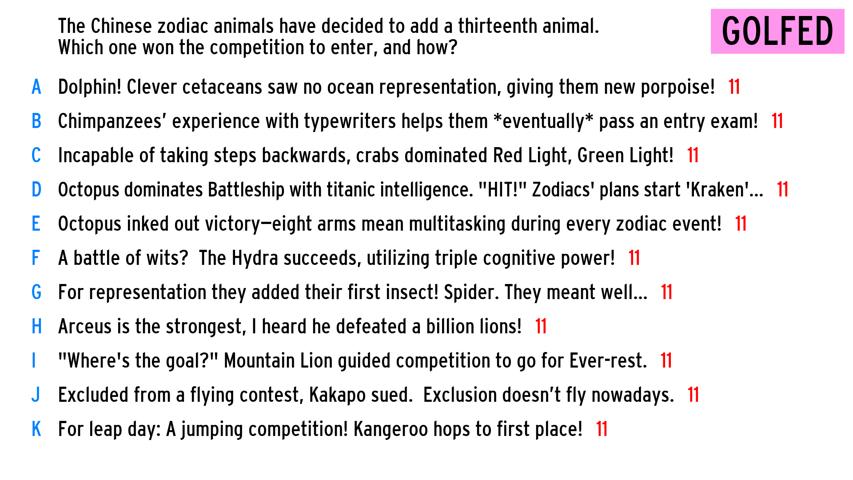 The Chinese zodiac animals have decided to add a thirteenth animal.
Which one won the competition to enter, and how?
GOLFED
A Dolphin! Clever cetaceans saw no ocean representation, giving them new porpoise! 11
B Chimpanzees’ experience with typewriters helps them *eventually* pass an entry exam! 11
C Incapable of taking steps backwards, crabs dominated Red Light, Green Light! 11
D Octopus dominates Battleship with titanic intelligence. "HIT!" Zodiacs' plans start 'Kraken'... 11
E Octopus inked out victory—eight arms mean multitasking during every zodiac event! 11
F A battle of wits?  The Hydra succeeds, utilizing triple cognitive power! 11
G For representation they added their first insect! Spider. They meant well... 11
H Arceus is the strongest, I heard he defeated a billion lions! 11
I "Where's the goal?" Mountain Lion guided competition to go for Ever-rest. 11
J Excluded from a flying contest, Kakapo sued.  Exclusion doesn’t fly nowadays. 11
K For leap day: A jumping competition! Kangeroo hops to first place! 11